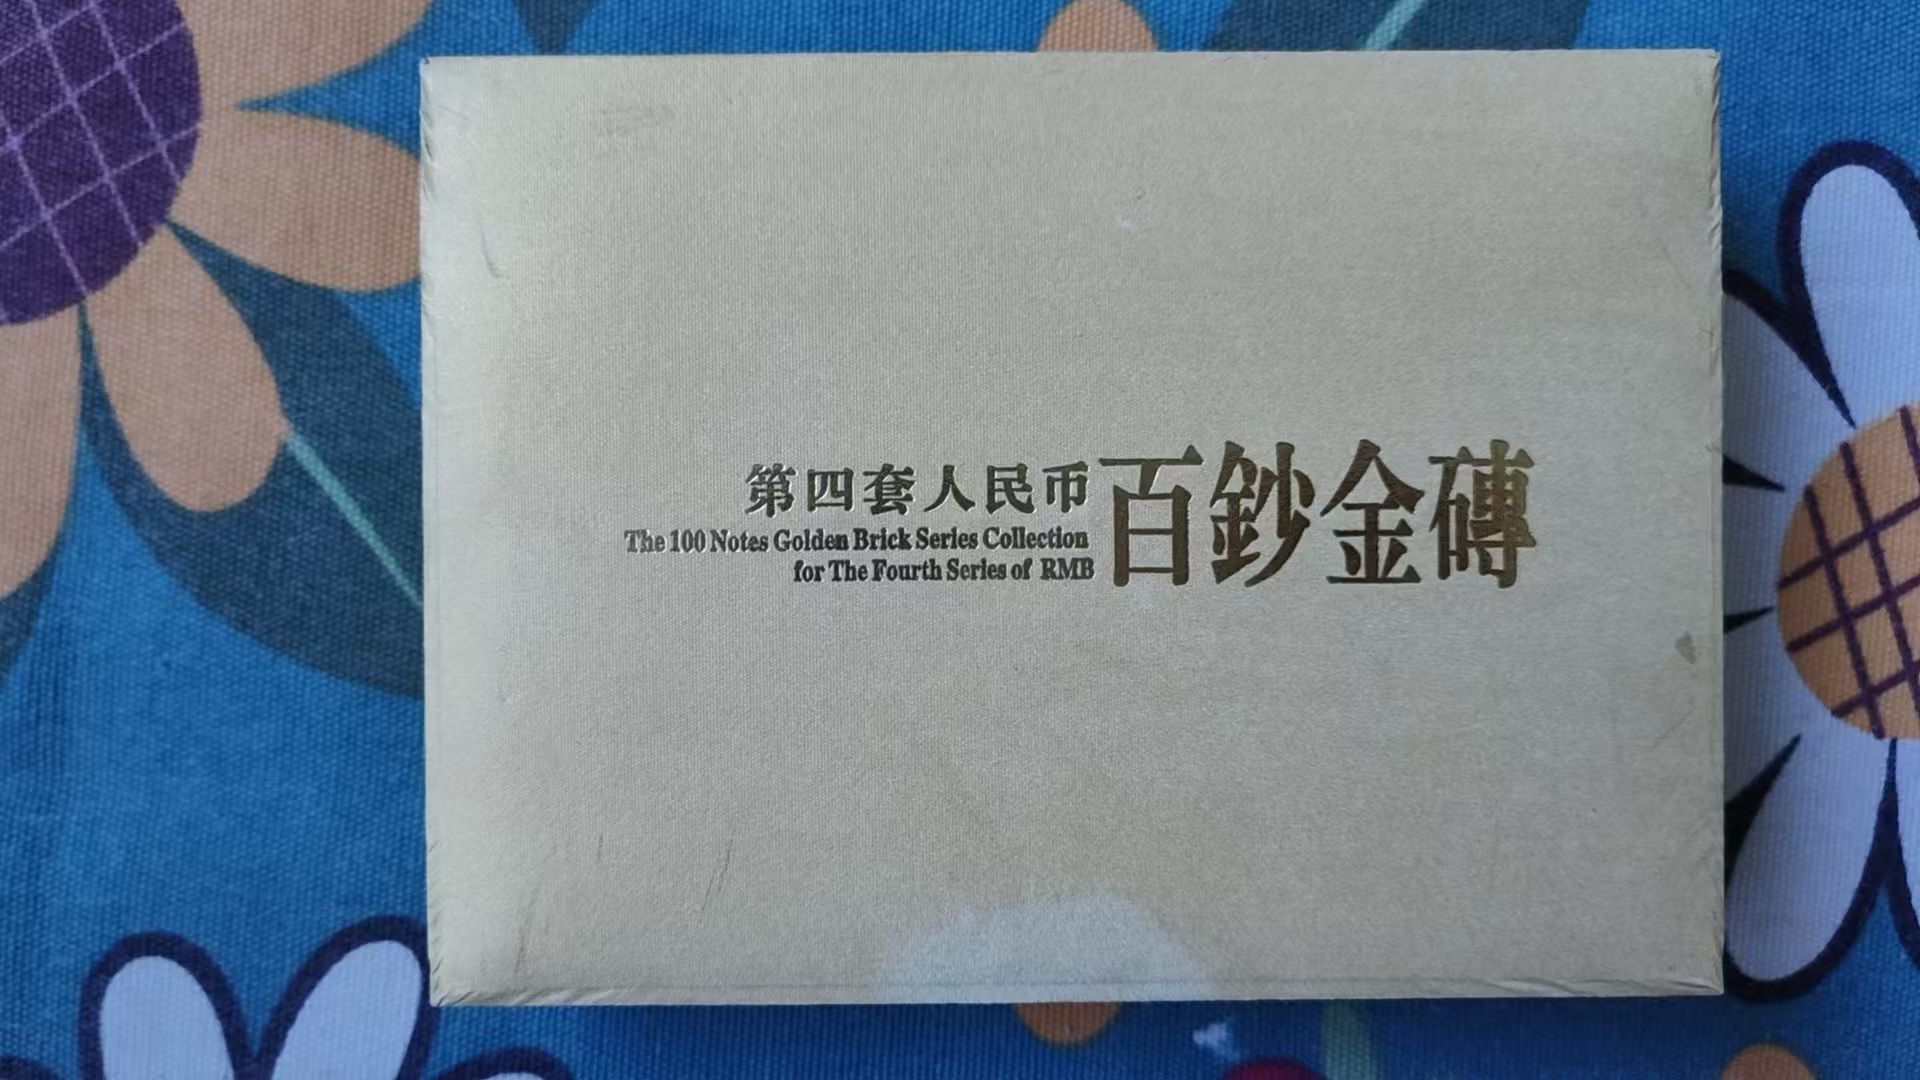 第四套人民币
The 100 Notes Golden Brick Series Collection
for The Fourth Series of RMB
百鈔金磚